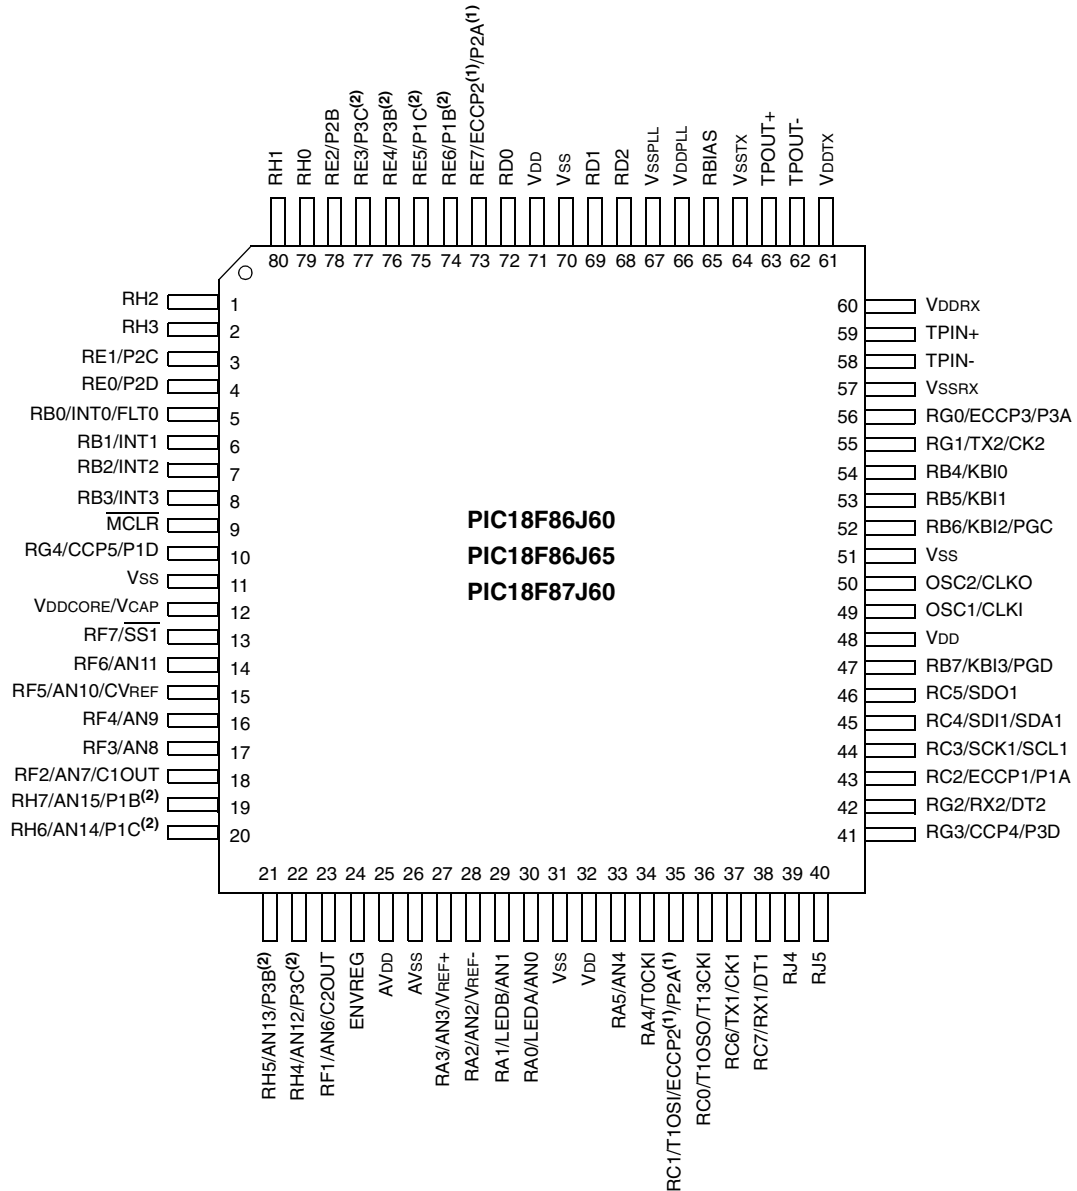 RH1
RH0
RE2/P2B
RE3/P3C(2)
RE4/P3B(2)
RE5/P1C(2)
RE6/P1B(2)
RE7/ECCP2(1)/P2A(1)
RD0
VDD
VSS
RD1
RD2
VSSPLL
VDDPLL
RBIAS
VSSTX
TPOUT+
TPOUT-
VDDTX
80 79 78 77 76 75 74 73 72 71 70 69 68 67 66 65 64 63 62 61
RH2 1
RH3 2
RE1/P2C 3
RE0/P2D 4
RB0/INT0/FLT0 5
RB1/INT1 6
RB2/INT2 7
RB3/INT3 8
MCLR 9
RG4/CCP5/P1D 10
VSS 11
VDDCORE/VCAP 12
RF7/SS1 13
RF6/AN11 14
RF5/AN10/CVREF 15
RF4/AN9 16
RF3/AN8 17
RF2/AN7/C1OUT 18
RH7/AN15/P1B(2) 19
RH6/AN14/P1C(2) 20
PIC18F86J60
PIC18F86J65
PIC18F87J60
60 VDDRX
59 TPIN+
58 TPIN-
57 VSSRX
56 RG0/ECCP3/P3A
55 RG1/TX2/CK2
54 RB4/KBI0
53 RB5/KBI1
52 RB6/KBI2/PGC
51 VSS
50 OSC2/CLKO
49 OSC1/CLKI
48 VDD
47 RB7/KBI3/PGD
46 RC5/SDO1
45 RC4/SDI1/SDA1
44 RC3/SCK1/SCL1
43 RC2/ECCP1/P1A
42 RG2/RX2/DT2
41 RG3/CCP4/P3D
21 22 23 24 25 26 27 28 29 30 31 32 33 34 35 36 37 38 39 40
RH5/AN13/P3B(2)
RH4/AN12/P3C(2)
RF1/AN6/C2OUT
ENVREG
AVDD
AVSS
RA3/AN3/VREF+
RA2/AN2/VREF-
RA1/LEDB/AN1
RA0/LEDA/AN0
VSS
VDD
RA5/AN4
RA4/T0CKI
RC1/T1OSI/ECCP2(1)/P2A(1)
RC0/T1OSO/T13CKI
RC6/TX1/CK1
RC7/RX1/DT1
RJ4
RJ5